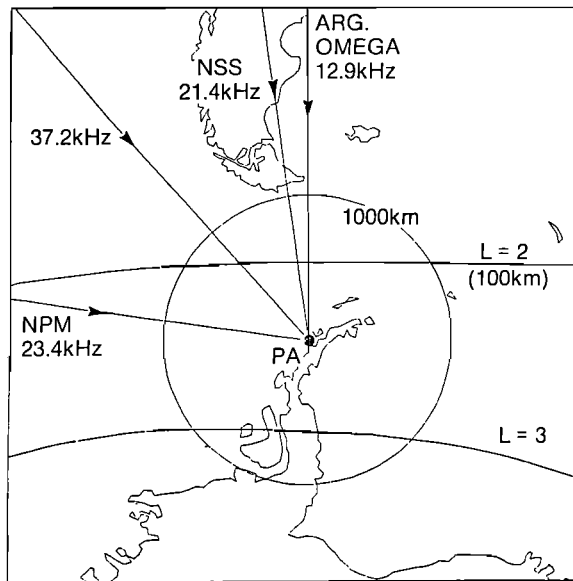 ARG.
OMEGA
12.9kHz
NSS
21.4kHz
37.2kHz
1000km
L = 2
(100km)
NPM
23.4kHz
PA
L = 3